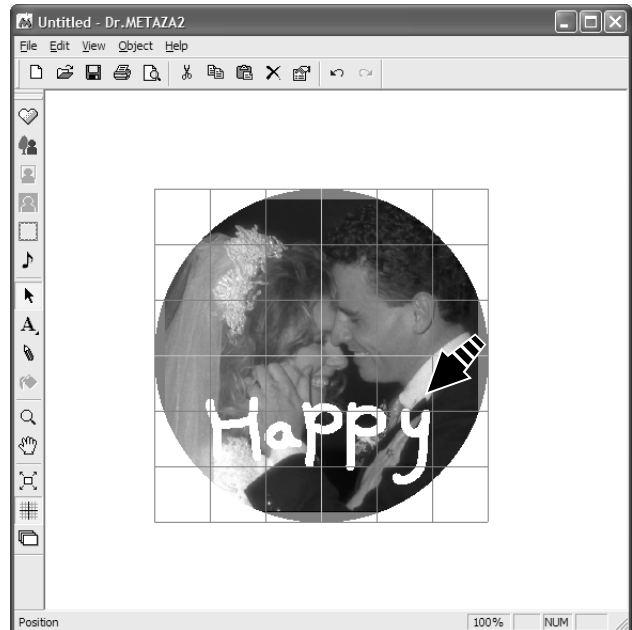 Untitled - Dr.METAZA2
File Edit View Object Help
A
Happy
Position 100% NUM